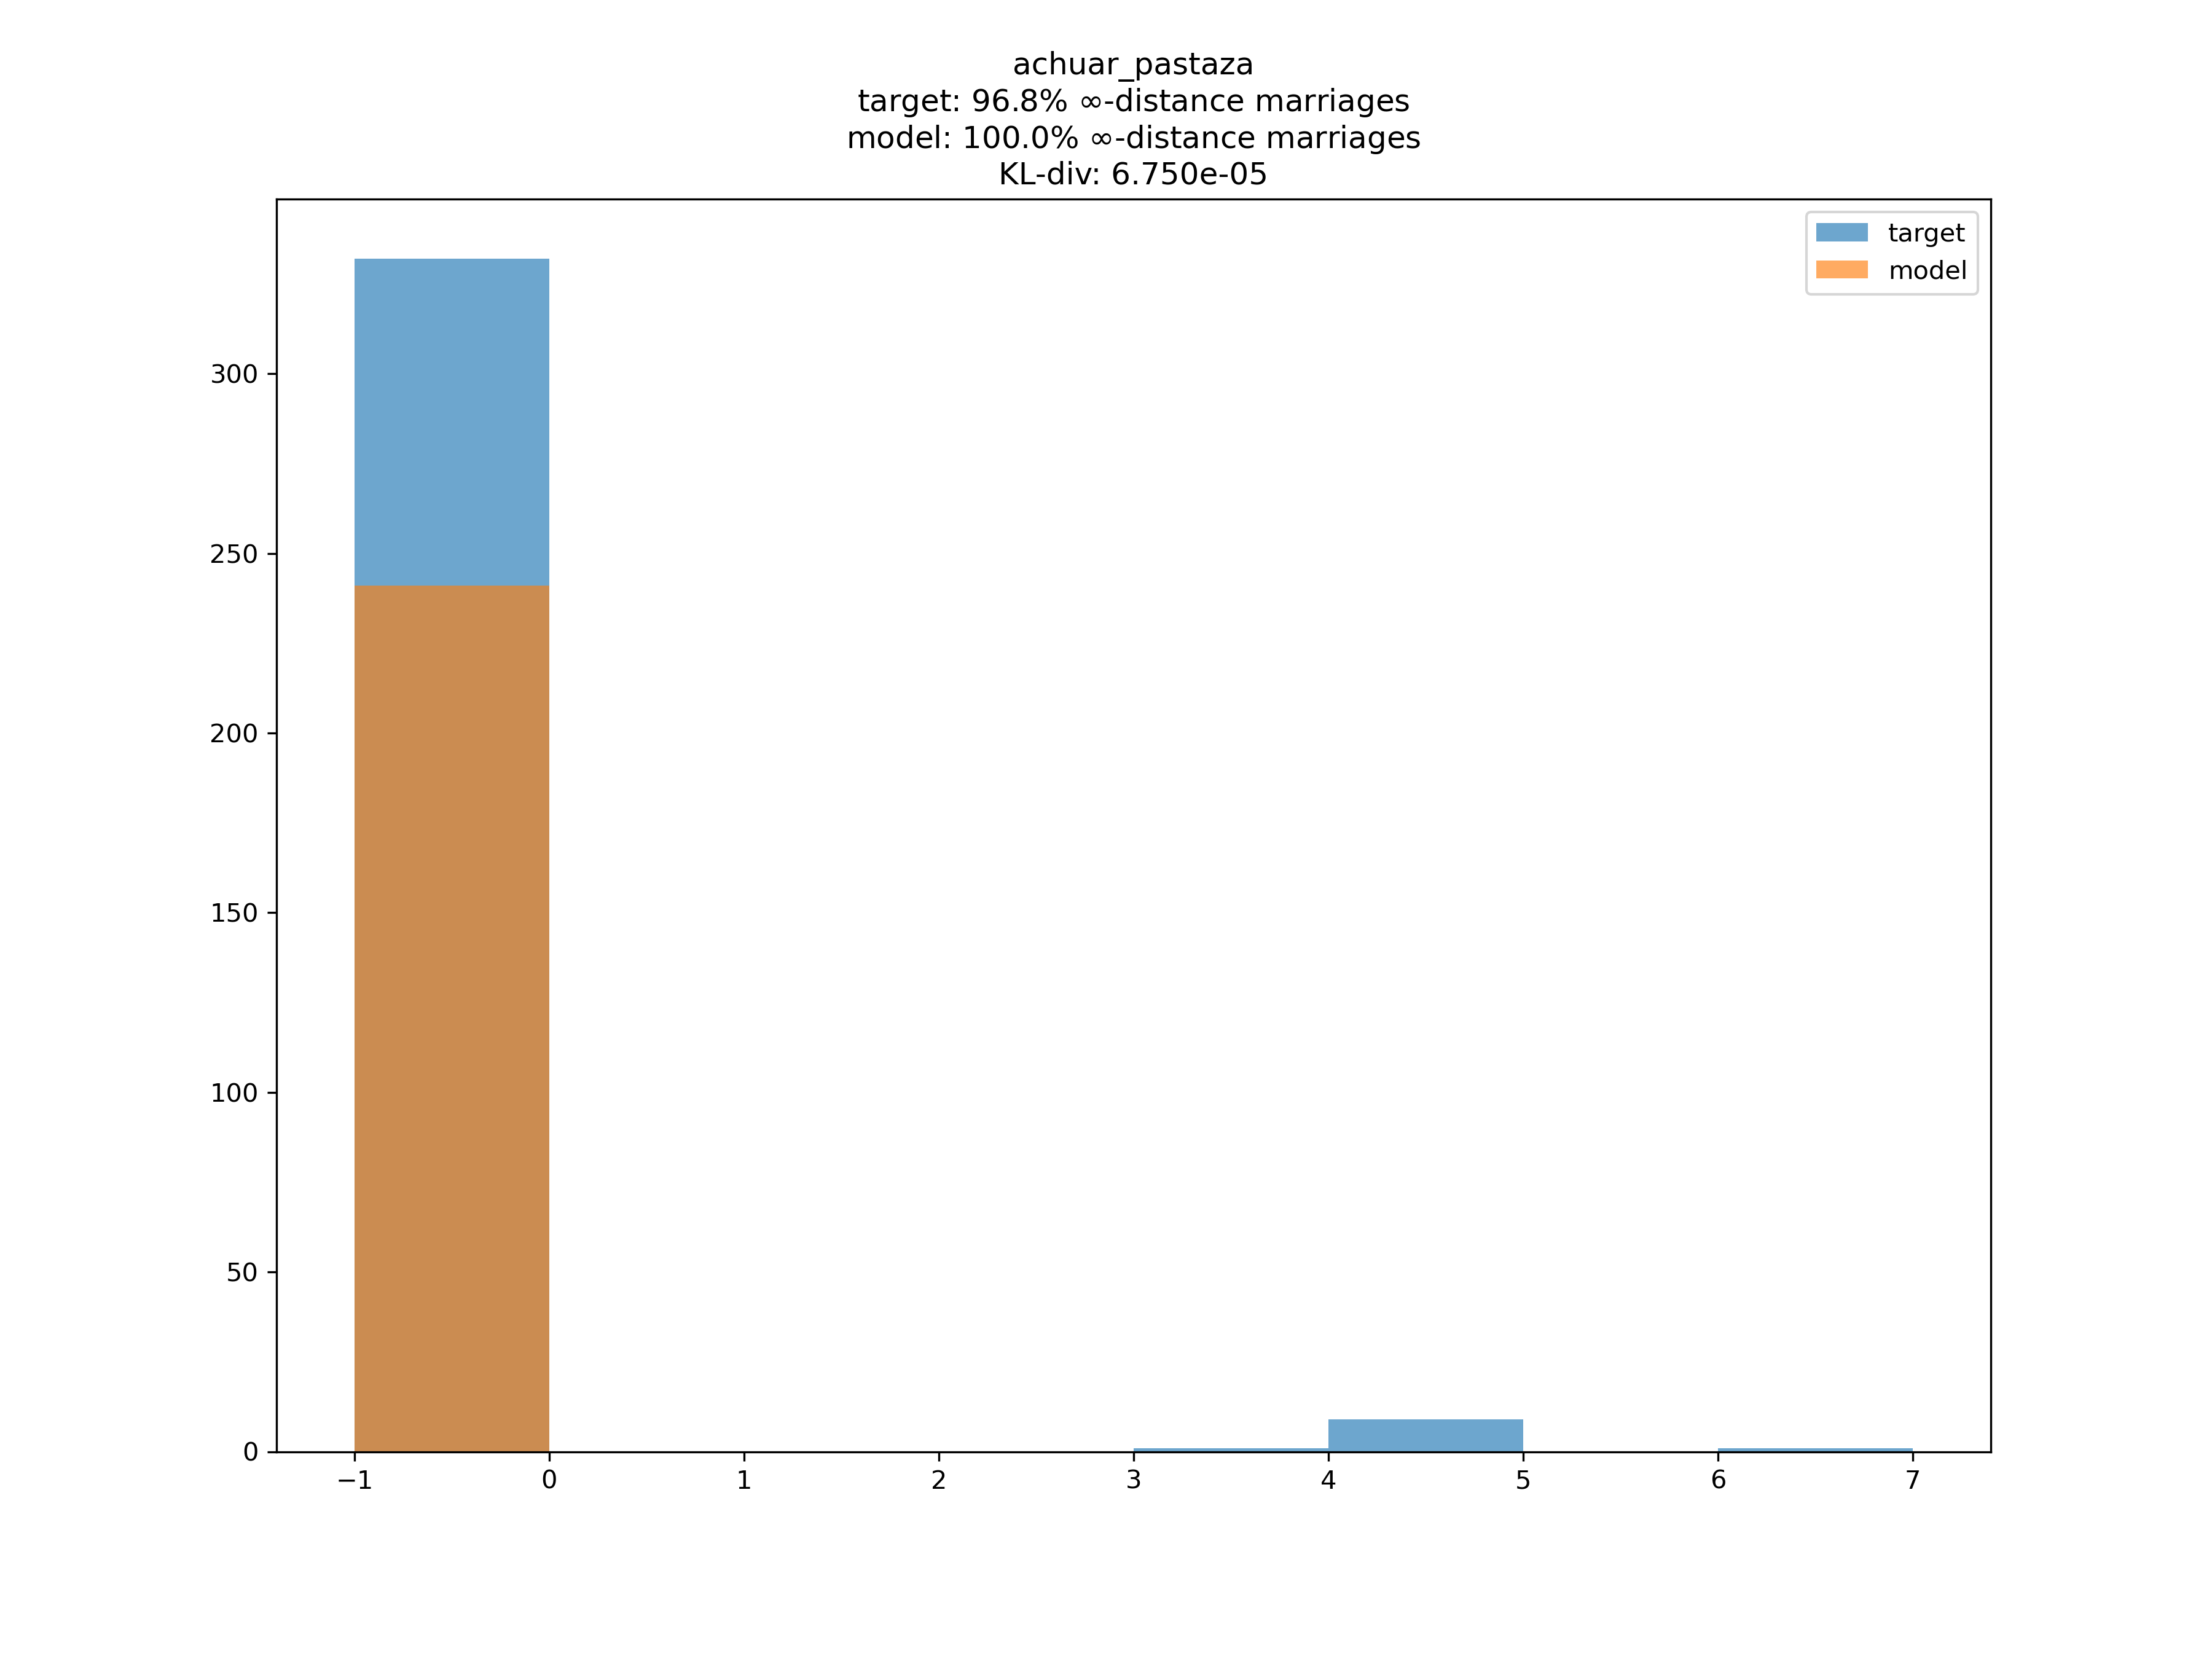 achuar_pastaza
target: 96.8% ∞-distance marriages
model: 100.0% ∞-distance marriages
KL-div: 6.750e-05
target
model
300
250
200
150
100
50
0
−1 0 1 2 3 4 5 6 7